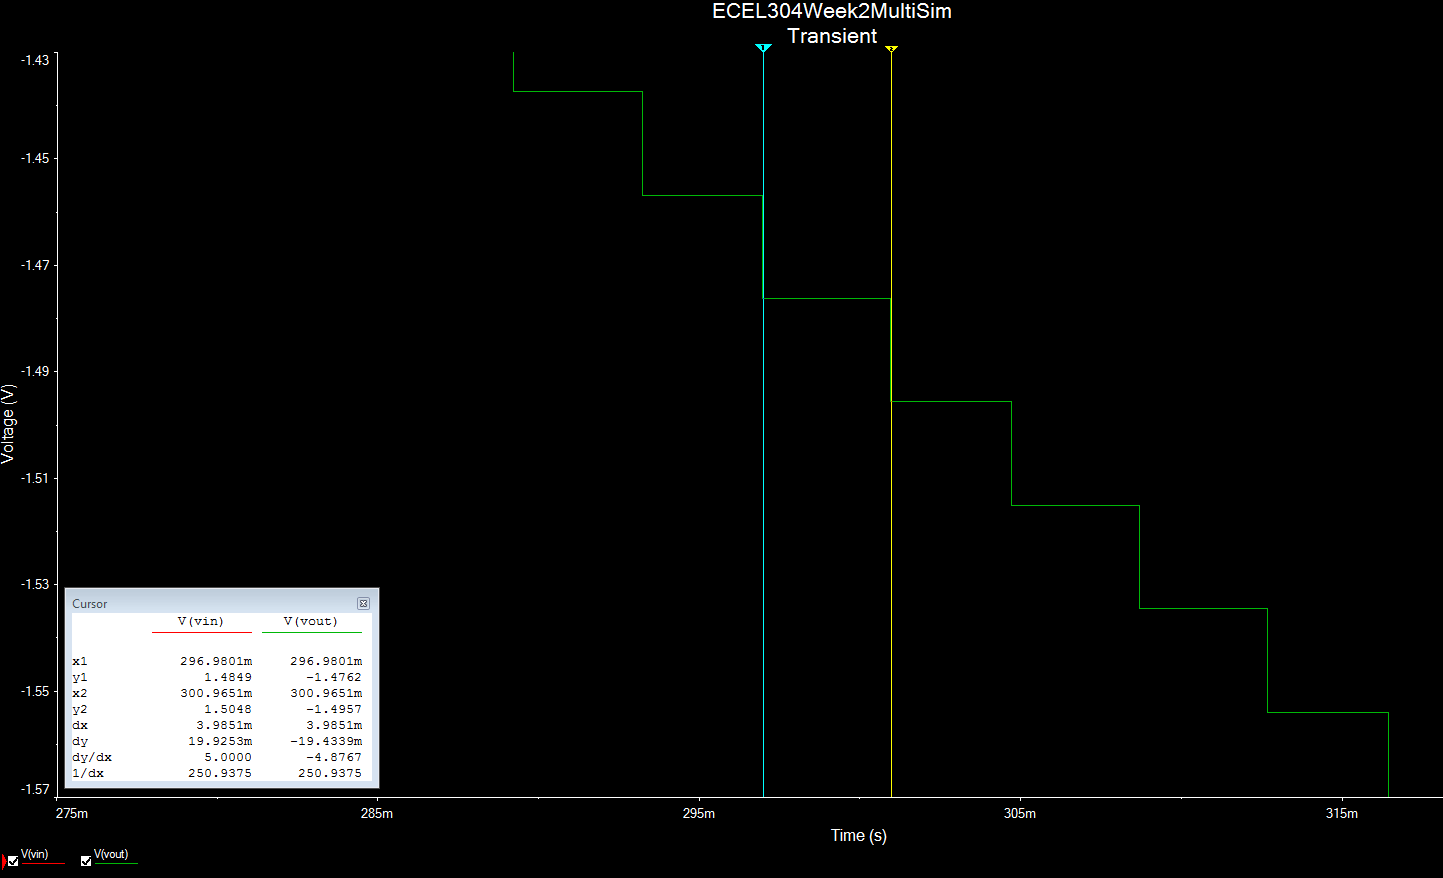 ECEL304Week2MultiSim
Transient
-1.43
-1.45
-1.47
-1.49
-1.51
-1.53
-1.55
-1.57
Voltage (V)
Cursor
V(vin) V(vout)
x1 296.9801m 296.9801m
y1 1.4849 -1.4762
x2 300.9651m 300.9651m
y2 1.5048 -1.4957
dx 3.9851m 3.9851m
dy 19.9253m -19.4339m
dy/dx 5.0000 -4.8767
1/dx 250.9375 250.9375
275m 285m 295m 305m 315m
Time (s)
V(vin) V(vout)